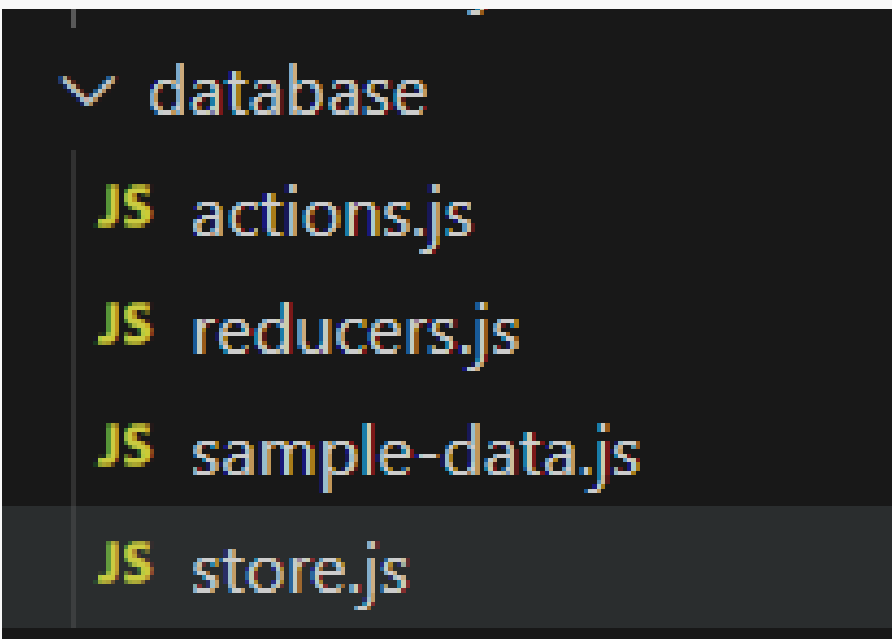 database
JS actions.js
JS reducers.js
JS sample-data.js
JS store.js